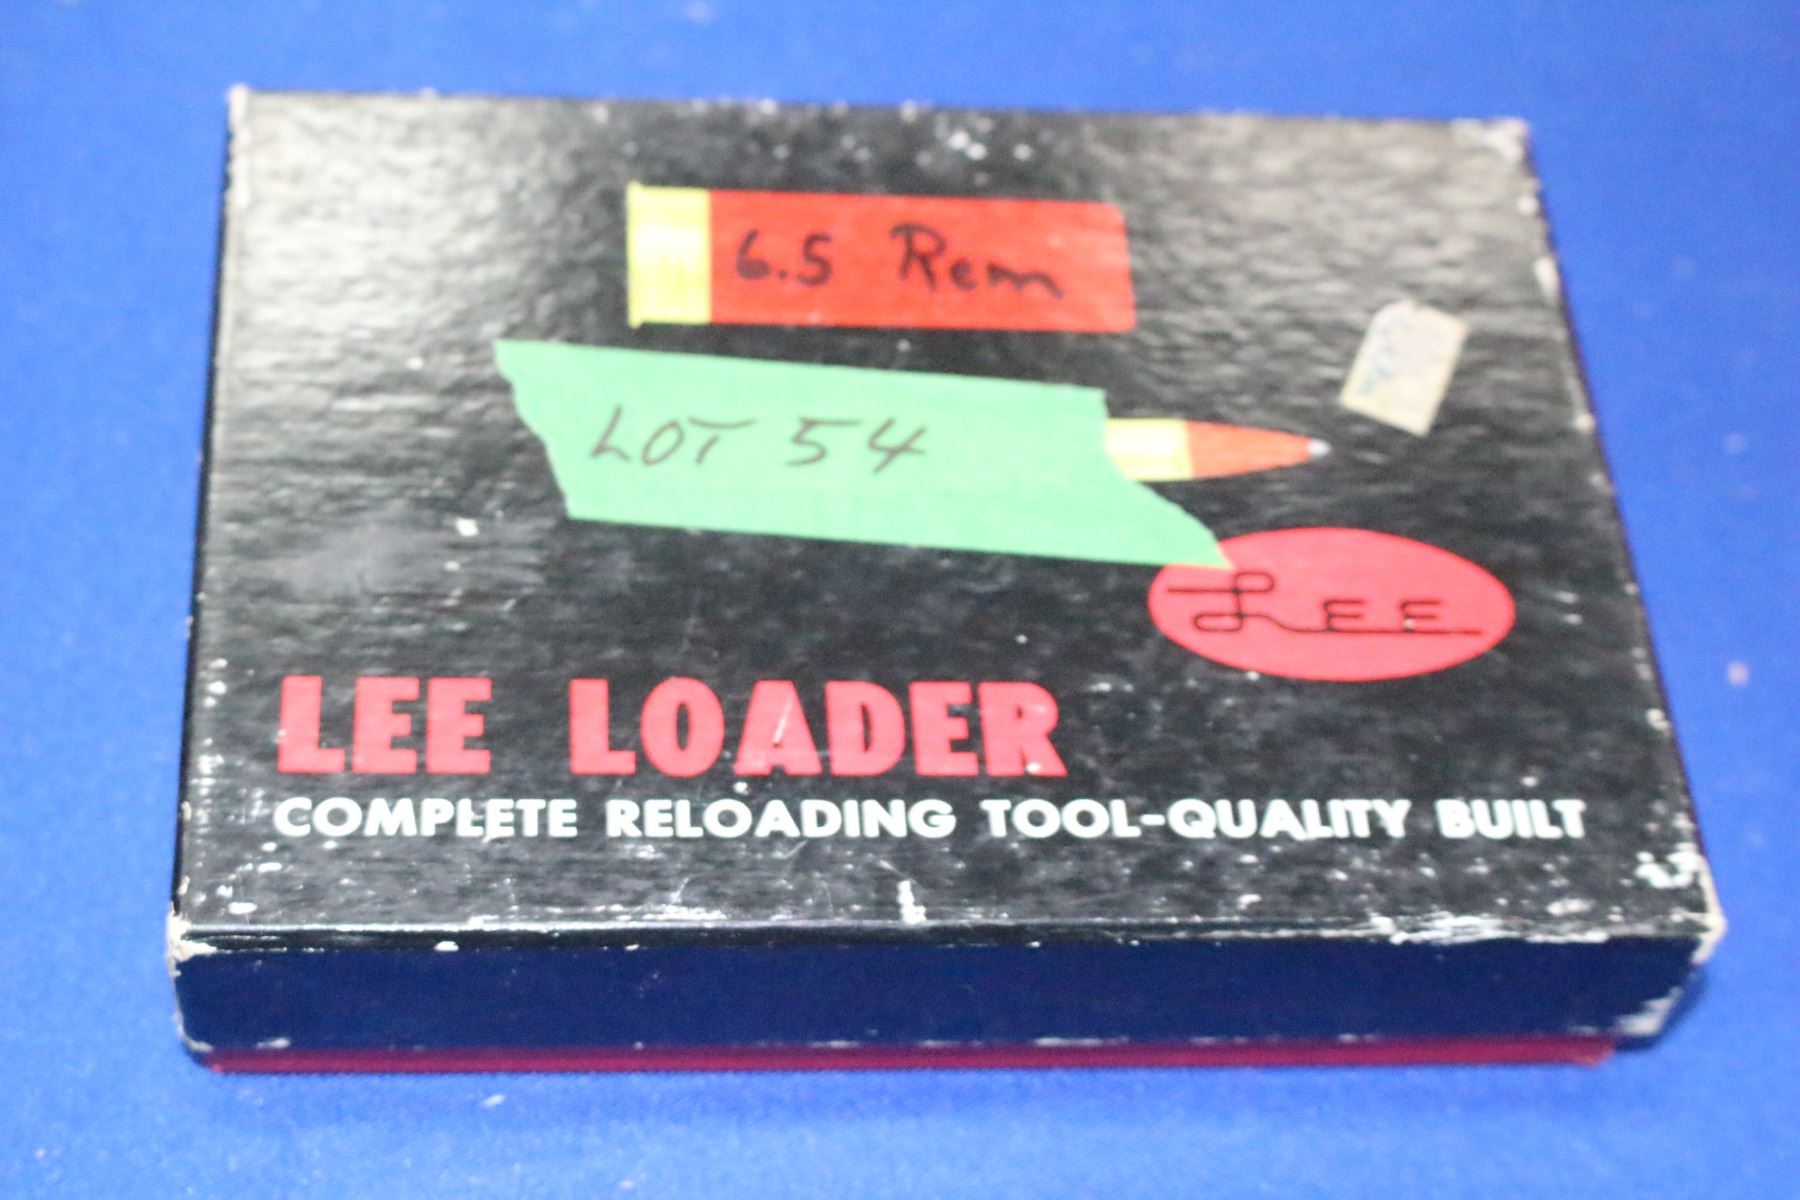 6.5 Rem
LOT 54
LEE
LEE LOADER
COMPLETE RELOADING TOOL-QUALITY BUILT